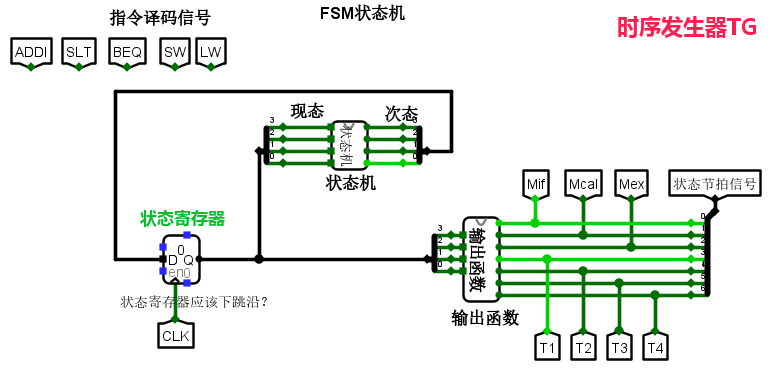 指令译码信号
FSM状态机
时序发生器TG
ADDI SLT BEQ SW LW
现态
次态
3
2
1
0
状态机
3
2
1
0
状态机
Mif Mcal Mex 状态节拍信号
状态寄存器
0
D Q
en0
3
2
1
0
输出函数
0
1
2
3
4
5
6
状态寄存器应该下跳沿?
输出函数
CLK
T1 T2 T3 T4